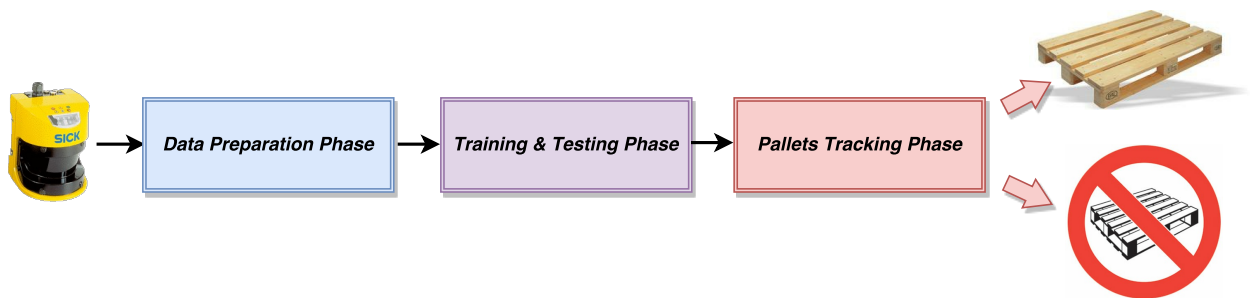 SICK
Data Preparation Phase
Training & Testing Phase
Pallets Tracking Phase